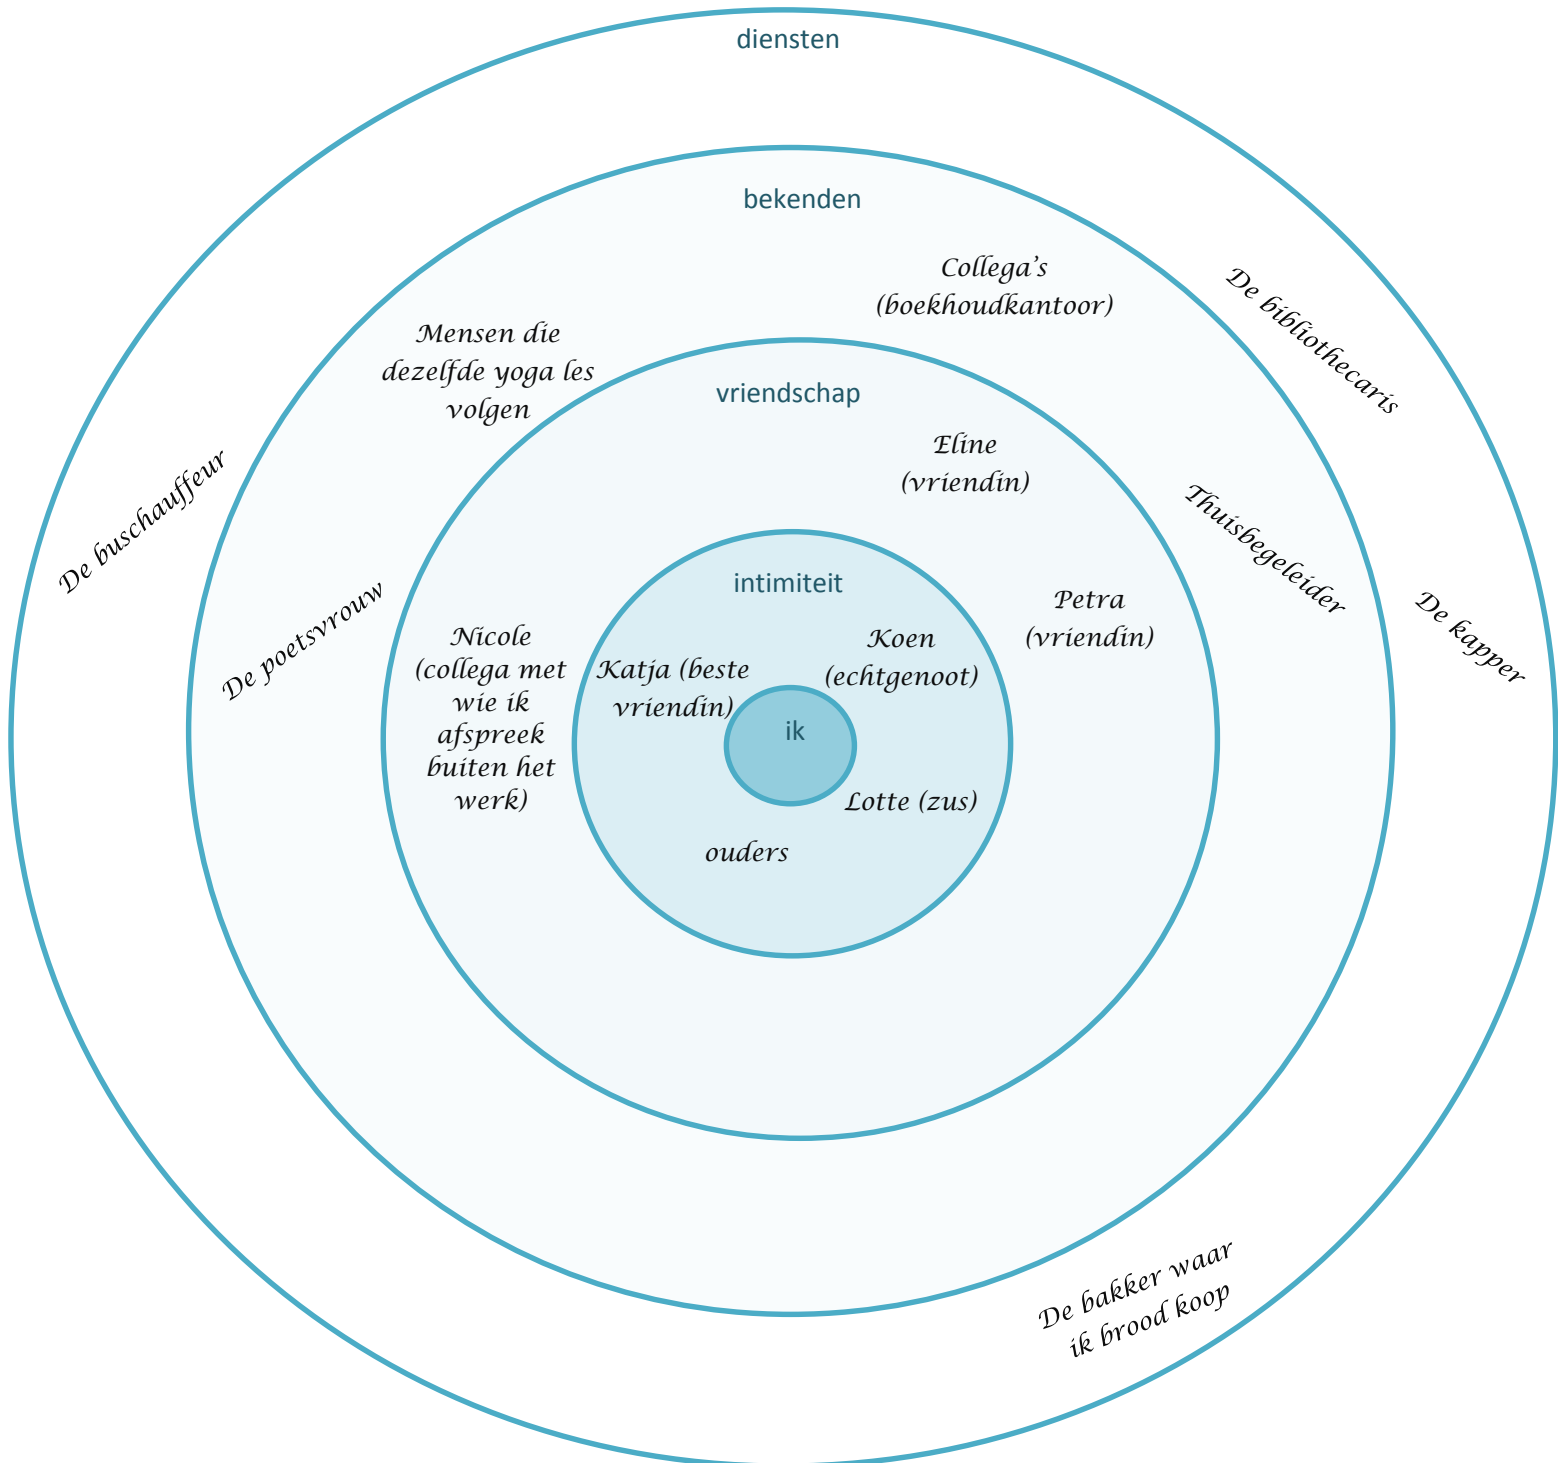 diensten
bekenden
Collega's
(boekhoudkantoor)
De bibliothecaris
Mensen die
dezelfde yoga les
volgen
vriendschap
Eline
(vriendin)
De buschauffeur
Thuisbegeleider
De poetsvrouw
intimiteit
Petra
(vriendin)
De kapper
Nicole
(collega met
wie ik
afspreek
buiten het
werk)
Katja (beste
vriendin)
Koen
(echtgenoot)
ik
Lotte (zus)
ouders
De bakker waar
ik brood koop